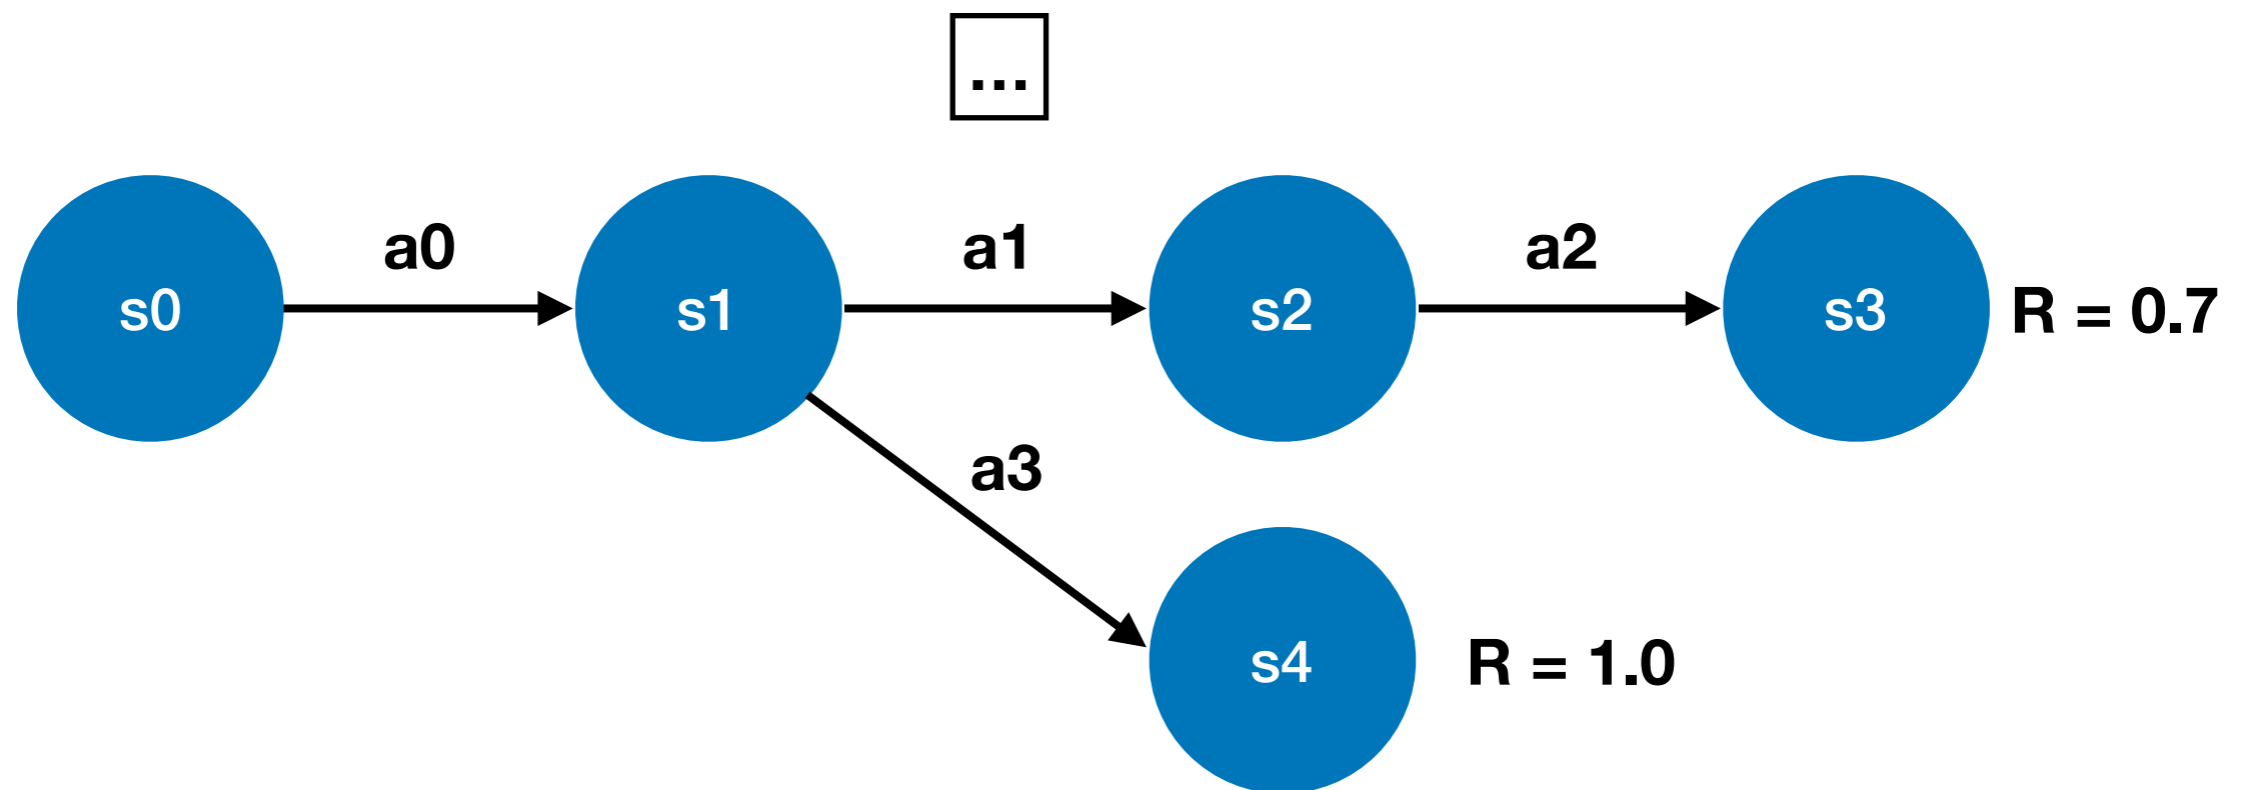 ...
a0
a1
a2
s0
s1
s2
s3
R = 0.7
a3
s4
R = 1.0